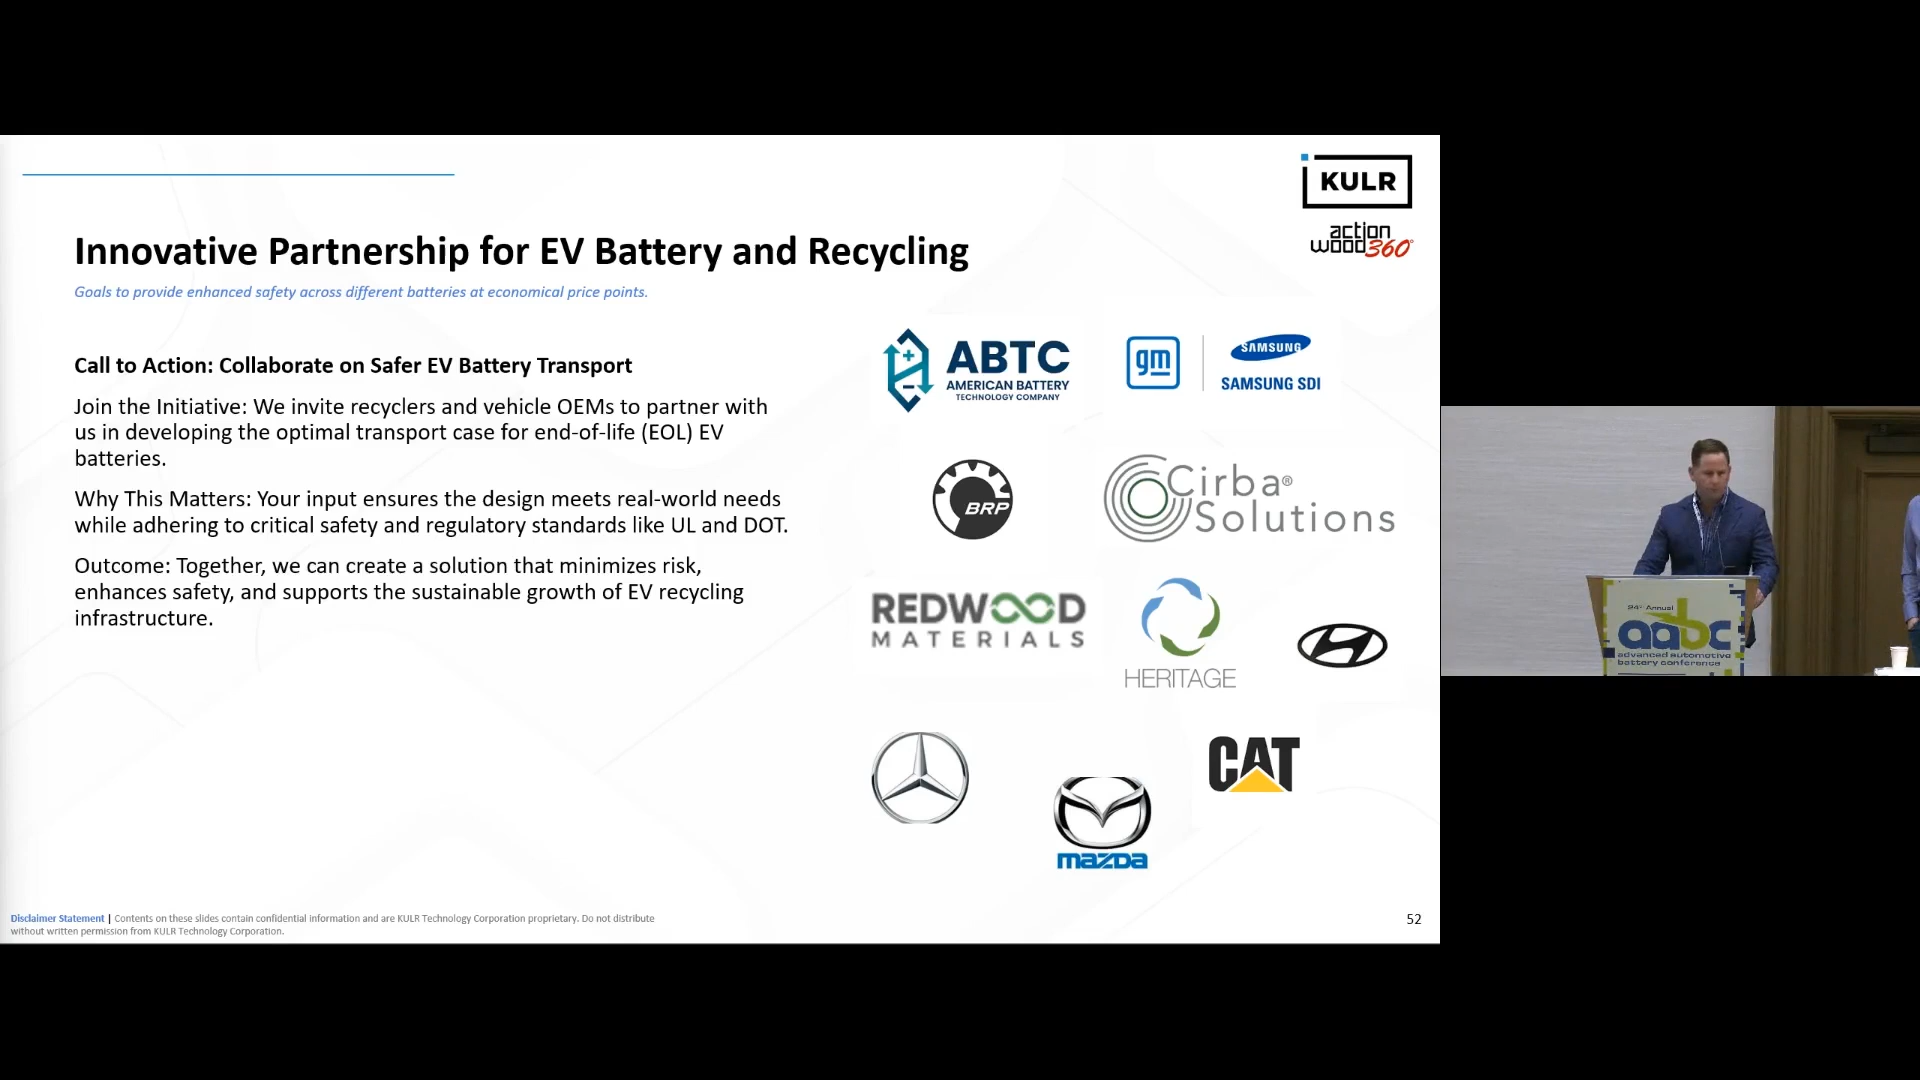 KULR
action
wood360°
Innovative Partnership for EV Battery and Recycling
Goals to provide enhanced safety across different batteries at economical price points.
Call to Action: Collaborate on Safer EV Battery Transport
Join the Initiative: We invite recyclers and vehicle OEMs to partner with
us in developing the optimal transport case for end-of-life (EOL) EV
batteries.
Why This Matters: Your input ensures the design meets real-world needs
while adhering to critical safety and regulatory standards like UL and DOT.
Outcome: Together, we can create a solution that minimizes risk,
enhances safety, and supports the sustainable growth of EV recycling
infrastructure.
ABTC
AMERICAN BATTERY
TECHNOLOGY COMPANY
gm
SAMSUNG
SAMSUNG SDI
BRP
Cirba®
Solutions
REDWOOD
MATERIALS
HERITAGE
CAT
mazda
Disclaimer Statement | Contents on these slides contain confidential information and are KULR Technology Corporation proprietary. Do not distribute
without written permission from KULR Technology Corporation.
52
24th Annual
aabc
advanced automotive
battery conference